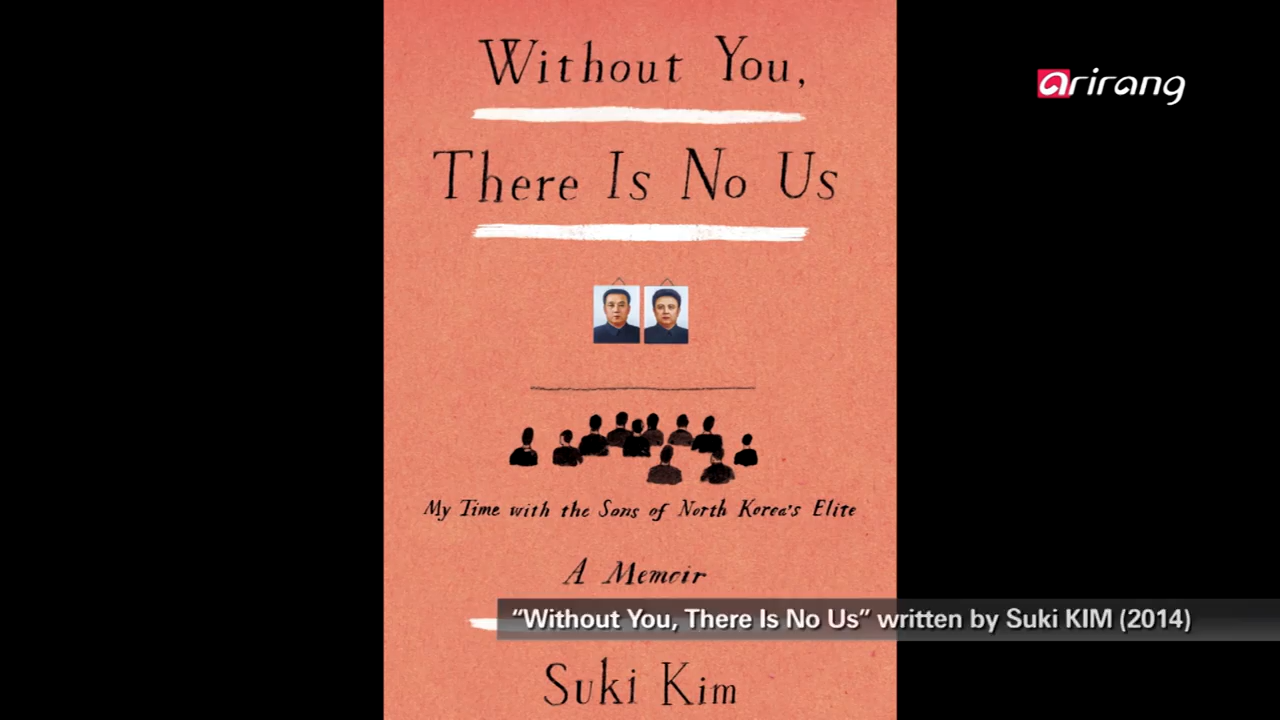 Without You,
arirang
There Is No Us
My Time with the Sons of North Korea's Elite
A Memoir
“Without You, There Is No Us” written by Suki KIM (2014)
Suki Kim